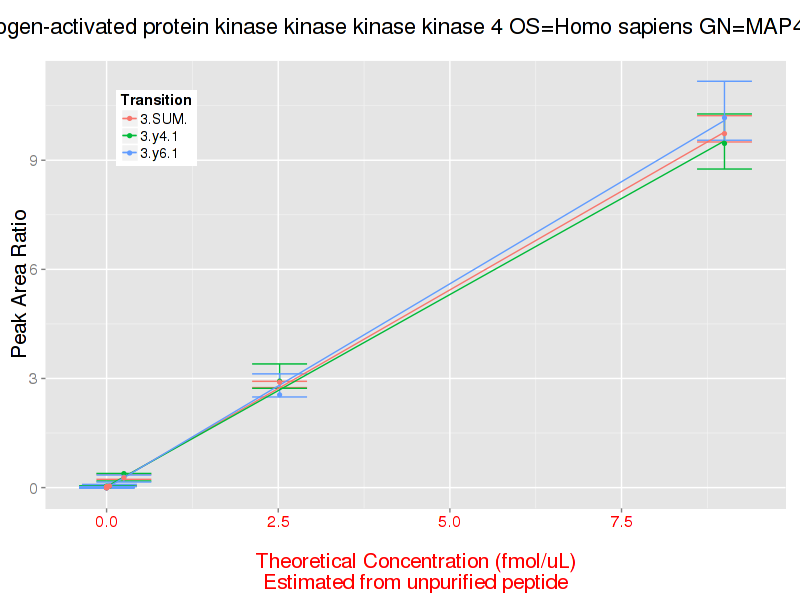 ogen-activated protein kinase kinase kinase kinase 4 OS=Homo sapiens GN=MAP4
Transition
3.SUM.
3.y4.1
3.y6.1
Peak Area Ratio
9
6
3
0
0.0 2.5 5.0 7.5
Theoretical Concentration (fmol/uL)
Estimated from unpurified peptide